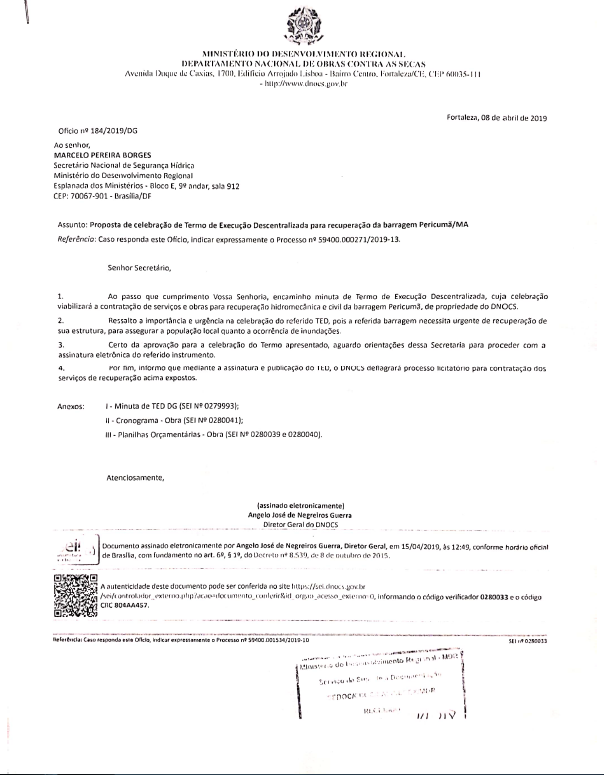 MINISTÉRIO DO DESENVOLVIMENTO REGIONAL
DEPARTAMENTO NACIONAL DE OBRAS CONTRA AS SECAS
Avenida Duque de Caxias, 1700, Edifício Arrojado Lisboa - Bairro Centro, Fortaleza/CE, CEP 60035-111
- http://www.dnocs.gov.br
Fortaleza, 08 de abril de 2019
Ofício nº 184/2019/DG
Ao senhor,
MARCELO PEREIRA BORGES
Secretário Nacional de Segurança Hídrica
Ministério do Desenvolvimento Regional
Esplanada dos Ministérios - Bloco E, 9º andar, sala 912
CEP: 70067-901 - Brasília/DF
Assunto: Proposta de celebração de Termo de Execução Descentralizada para recuperação da barragem Pericumã/MA
Referência: Caso responda este Ofício, indicar expressamente o Processo nº 59400.000271/2019-13.
Senhor Secretário,
1. Ao passo que cumprimento Vossa Senhoria, encaminho minuta de Termo de Execução Descentralizada, cuja celebração
viabilizará a contratação de serviços e obras para recuperação hidromecânica e civil da barragem Pericumã, de propriedade do DNOCS.
2. Ressalto a importância e urgência na celebração do referido TED, pois a referida barragem necessita urgente de recuperação de
sua estrutura, para assegurar a população local quanto a ocorrência de inundações.
3. Certo da aprovação para a celebração do Termo apresentado, aguardo orientações dessa Secretaria para proceder com a
assinatura eletrônica do referido instrumento.
4. Por fim, informo que mediante a assinatura e publicação do TED, o DNOCS deflagrará processo licitatório para contratação dos
serviços de recuperação acima expostos.
Anexos: I - Minuta de TED DG (SEI Nº 0279993);
II - Cronograma - Obra (SEI Nº 0280041);
III - Planilhas Orçamentárias - Obra (SEI Nº 0280039 e 0280040).
Atenciosamente,
(assinado eletronicamente)
Angelo José de Negreiros Guerra
Diretor Geral do DNOCS
sei!
Documento assinado eletronicamente por Angelo José de Negreiros Guerra, Diretor Geral, em 15/04/2019, às 12:49, conforme horário oficial
de Brasília, com fundamento no art. 6º, § 1º, do Decreto nº 8.539, de 8 de outubro de 2015.
A autenticidade deste documento pode ser conferida no site https://sei.dnocs.gov.br
/sei/controlador_externo.php?acao=documento_conferir&id_orgao_acesso_externo=0, informando o código verificador 0280033 e o código
CRC 804AA457.
Referência: Caso responda este Ofício, indicar expressamente o Processo nº 59400.001534/2019-10
SEI nº 0280033
Ministério do Desenvolvimento Regional - MDR
Serviço de